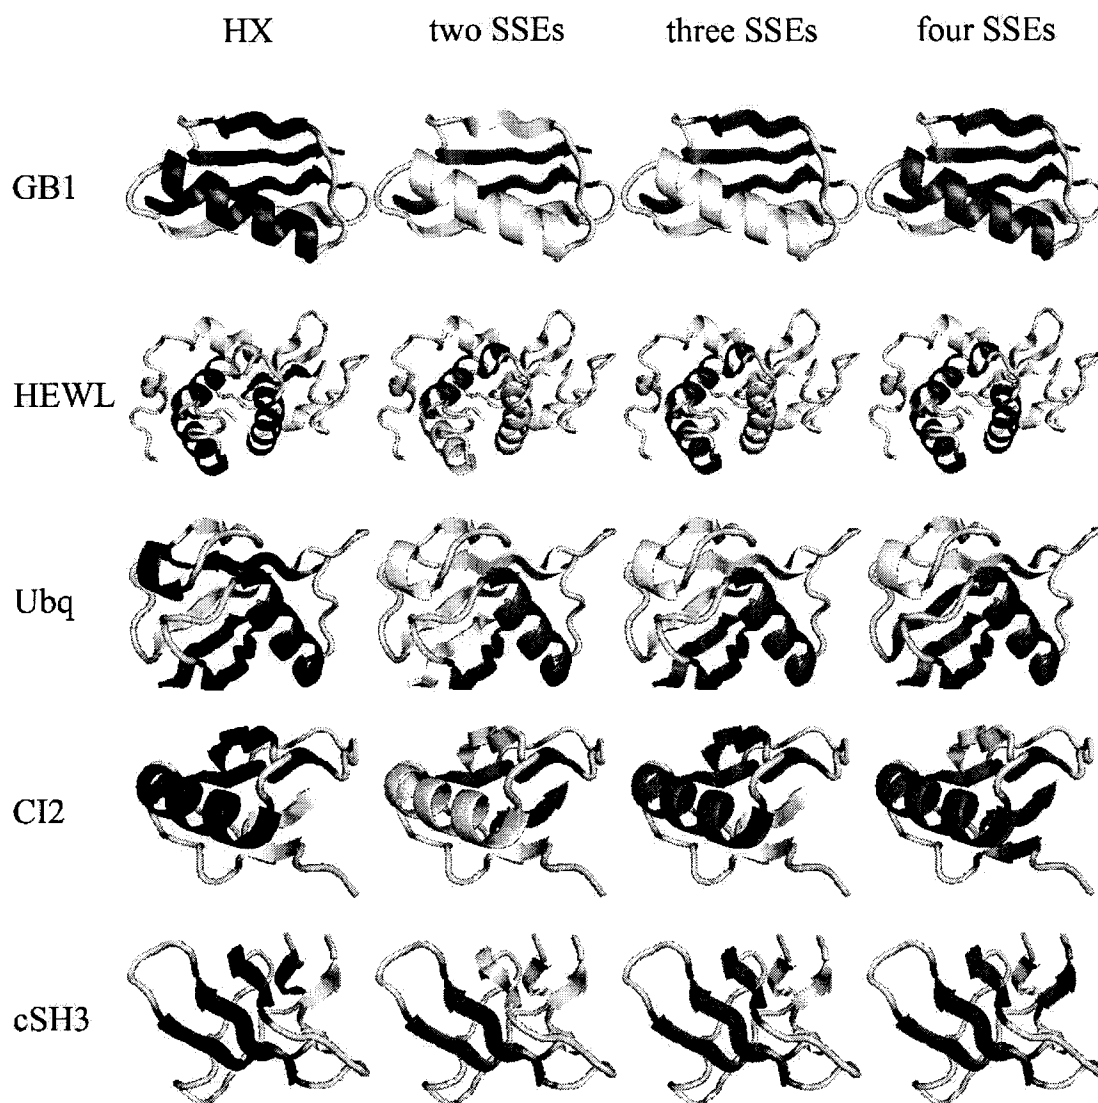 HX two SSEs three SSEs four SSEs
GB1
HEWL
Ubq
CI2
cSH3